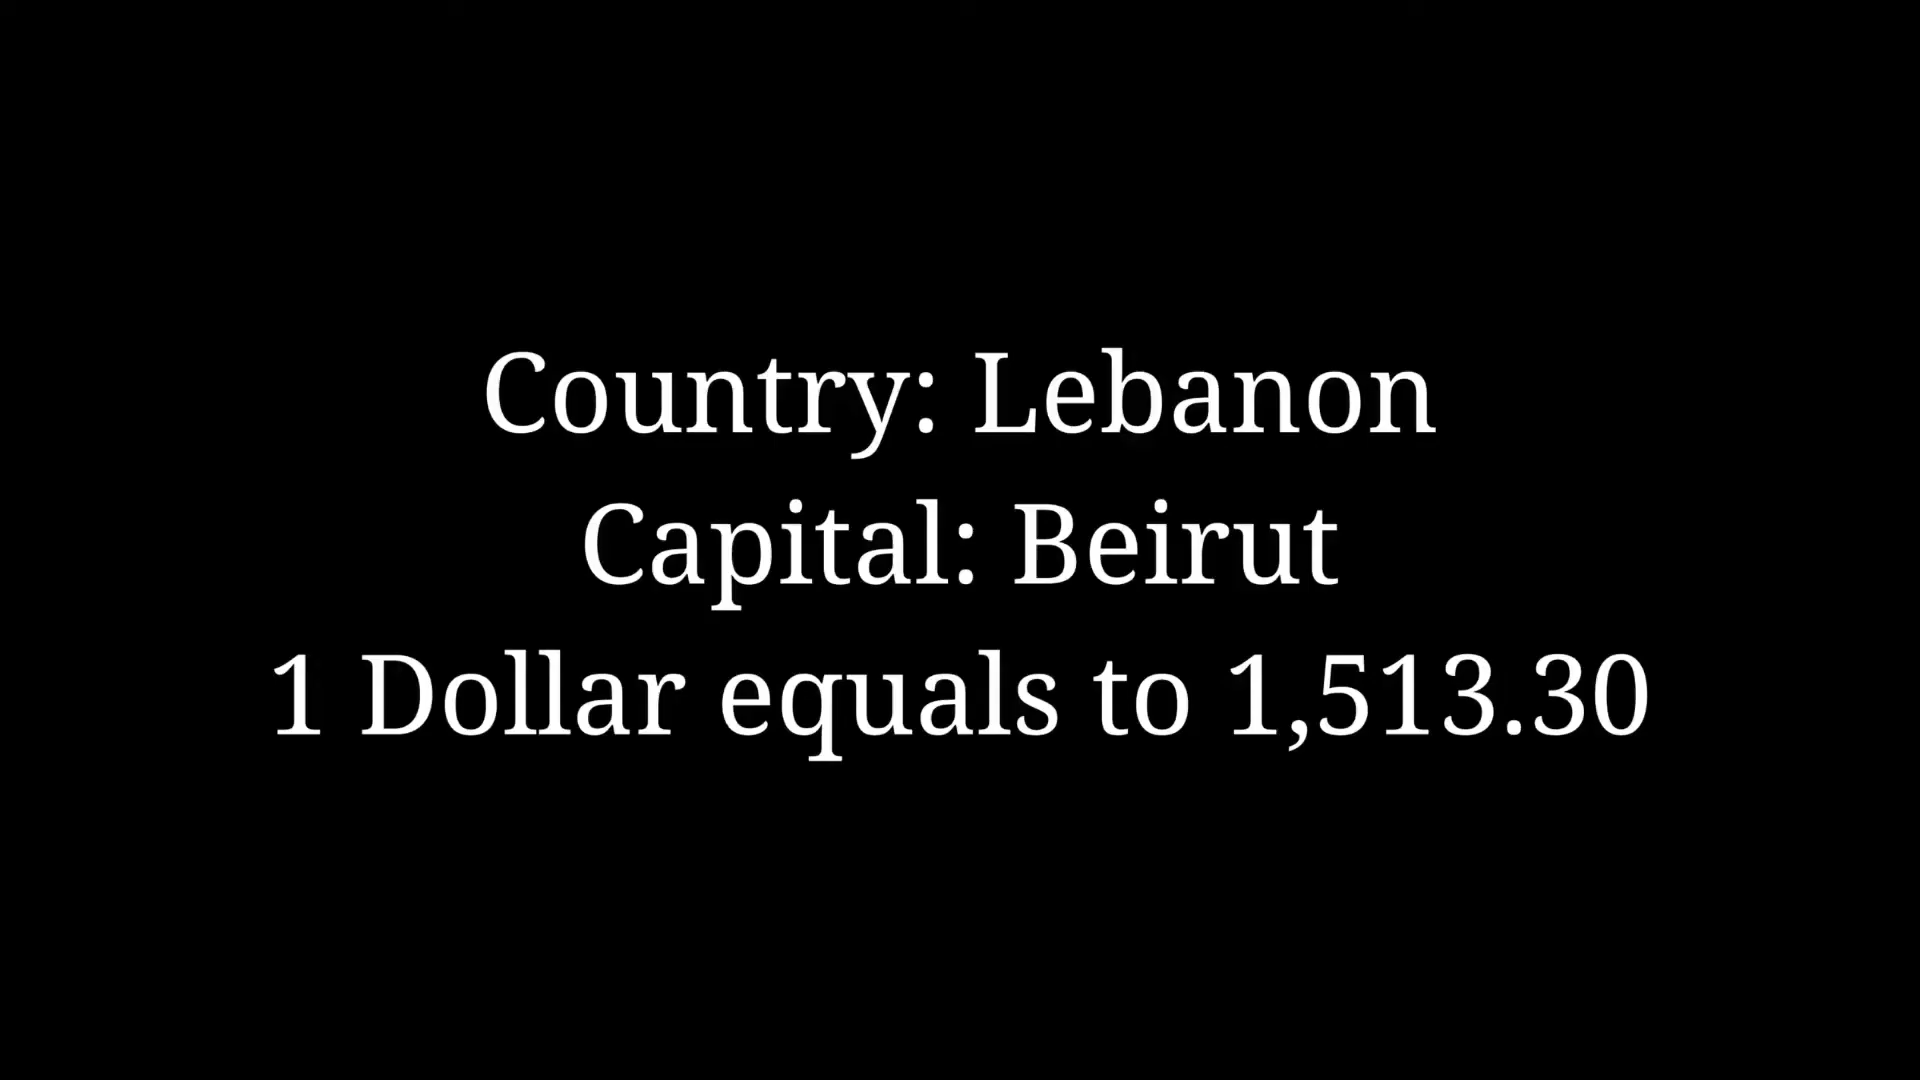 Country: Lebanon
Capital: Beirut
1 Dollar equals to 1,513.30